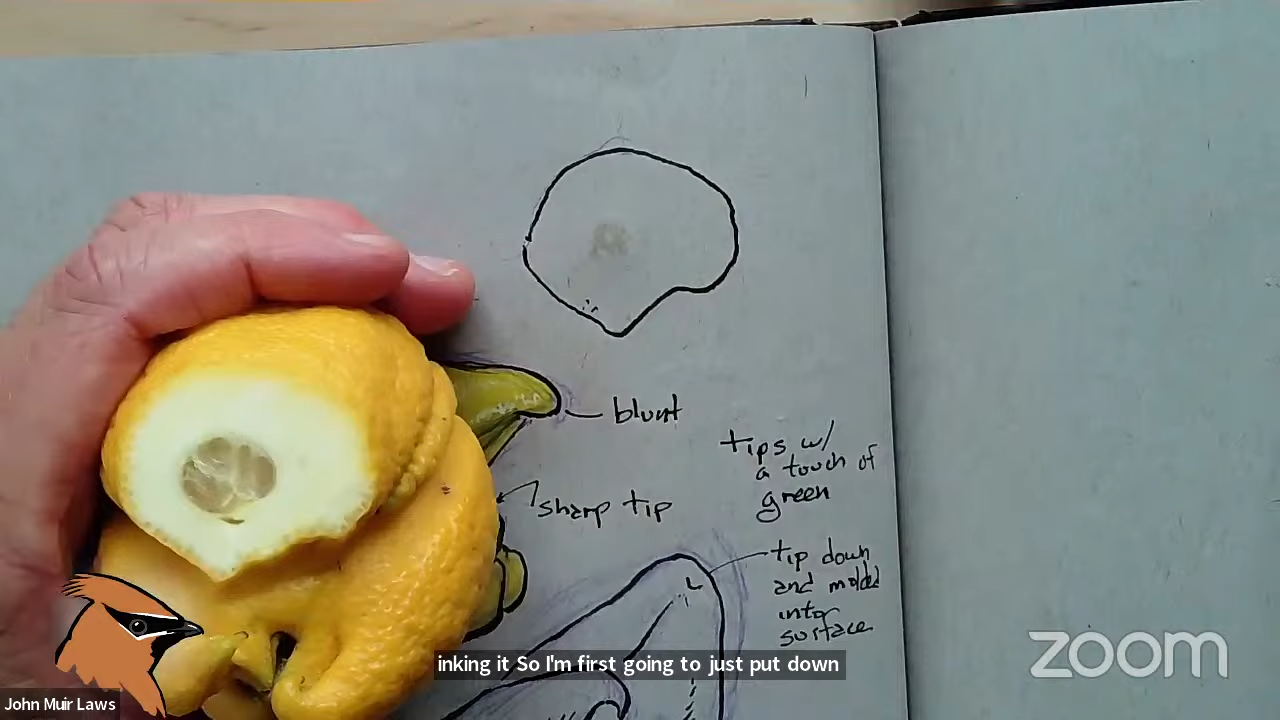 blunt
tips w/
a touch of
green
sharp tip
tip down
and molded
into
surface
inking it So I'm first going to just put down
John Muir Laws
zoom